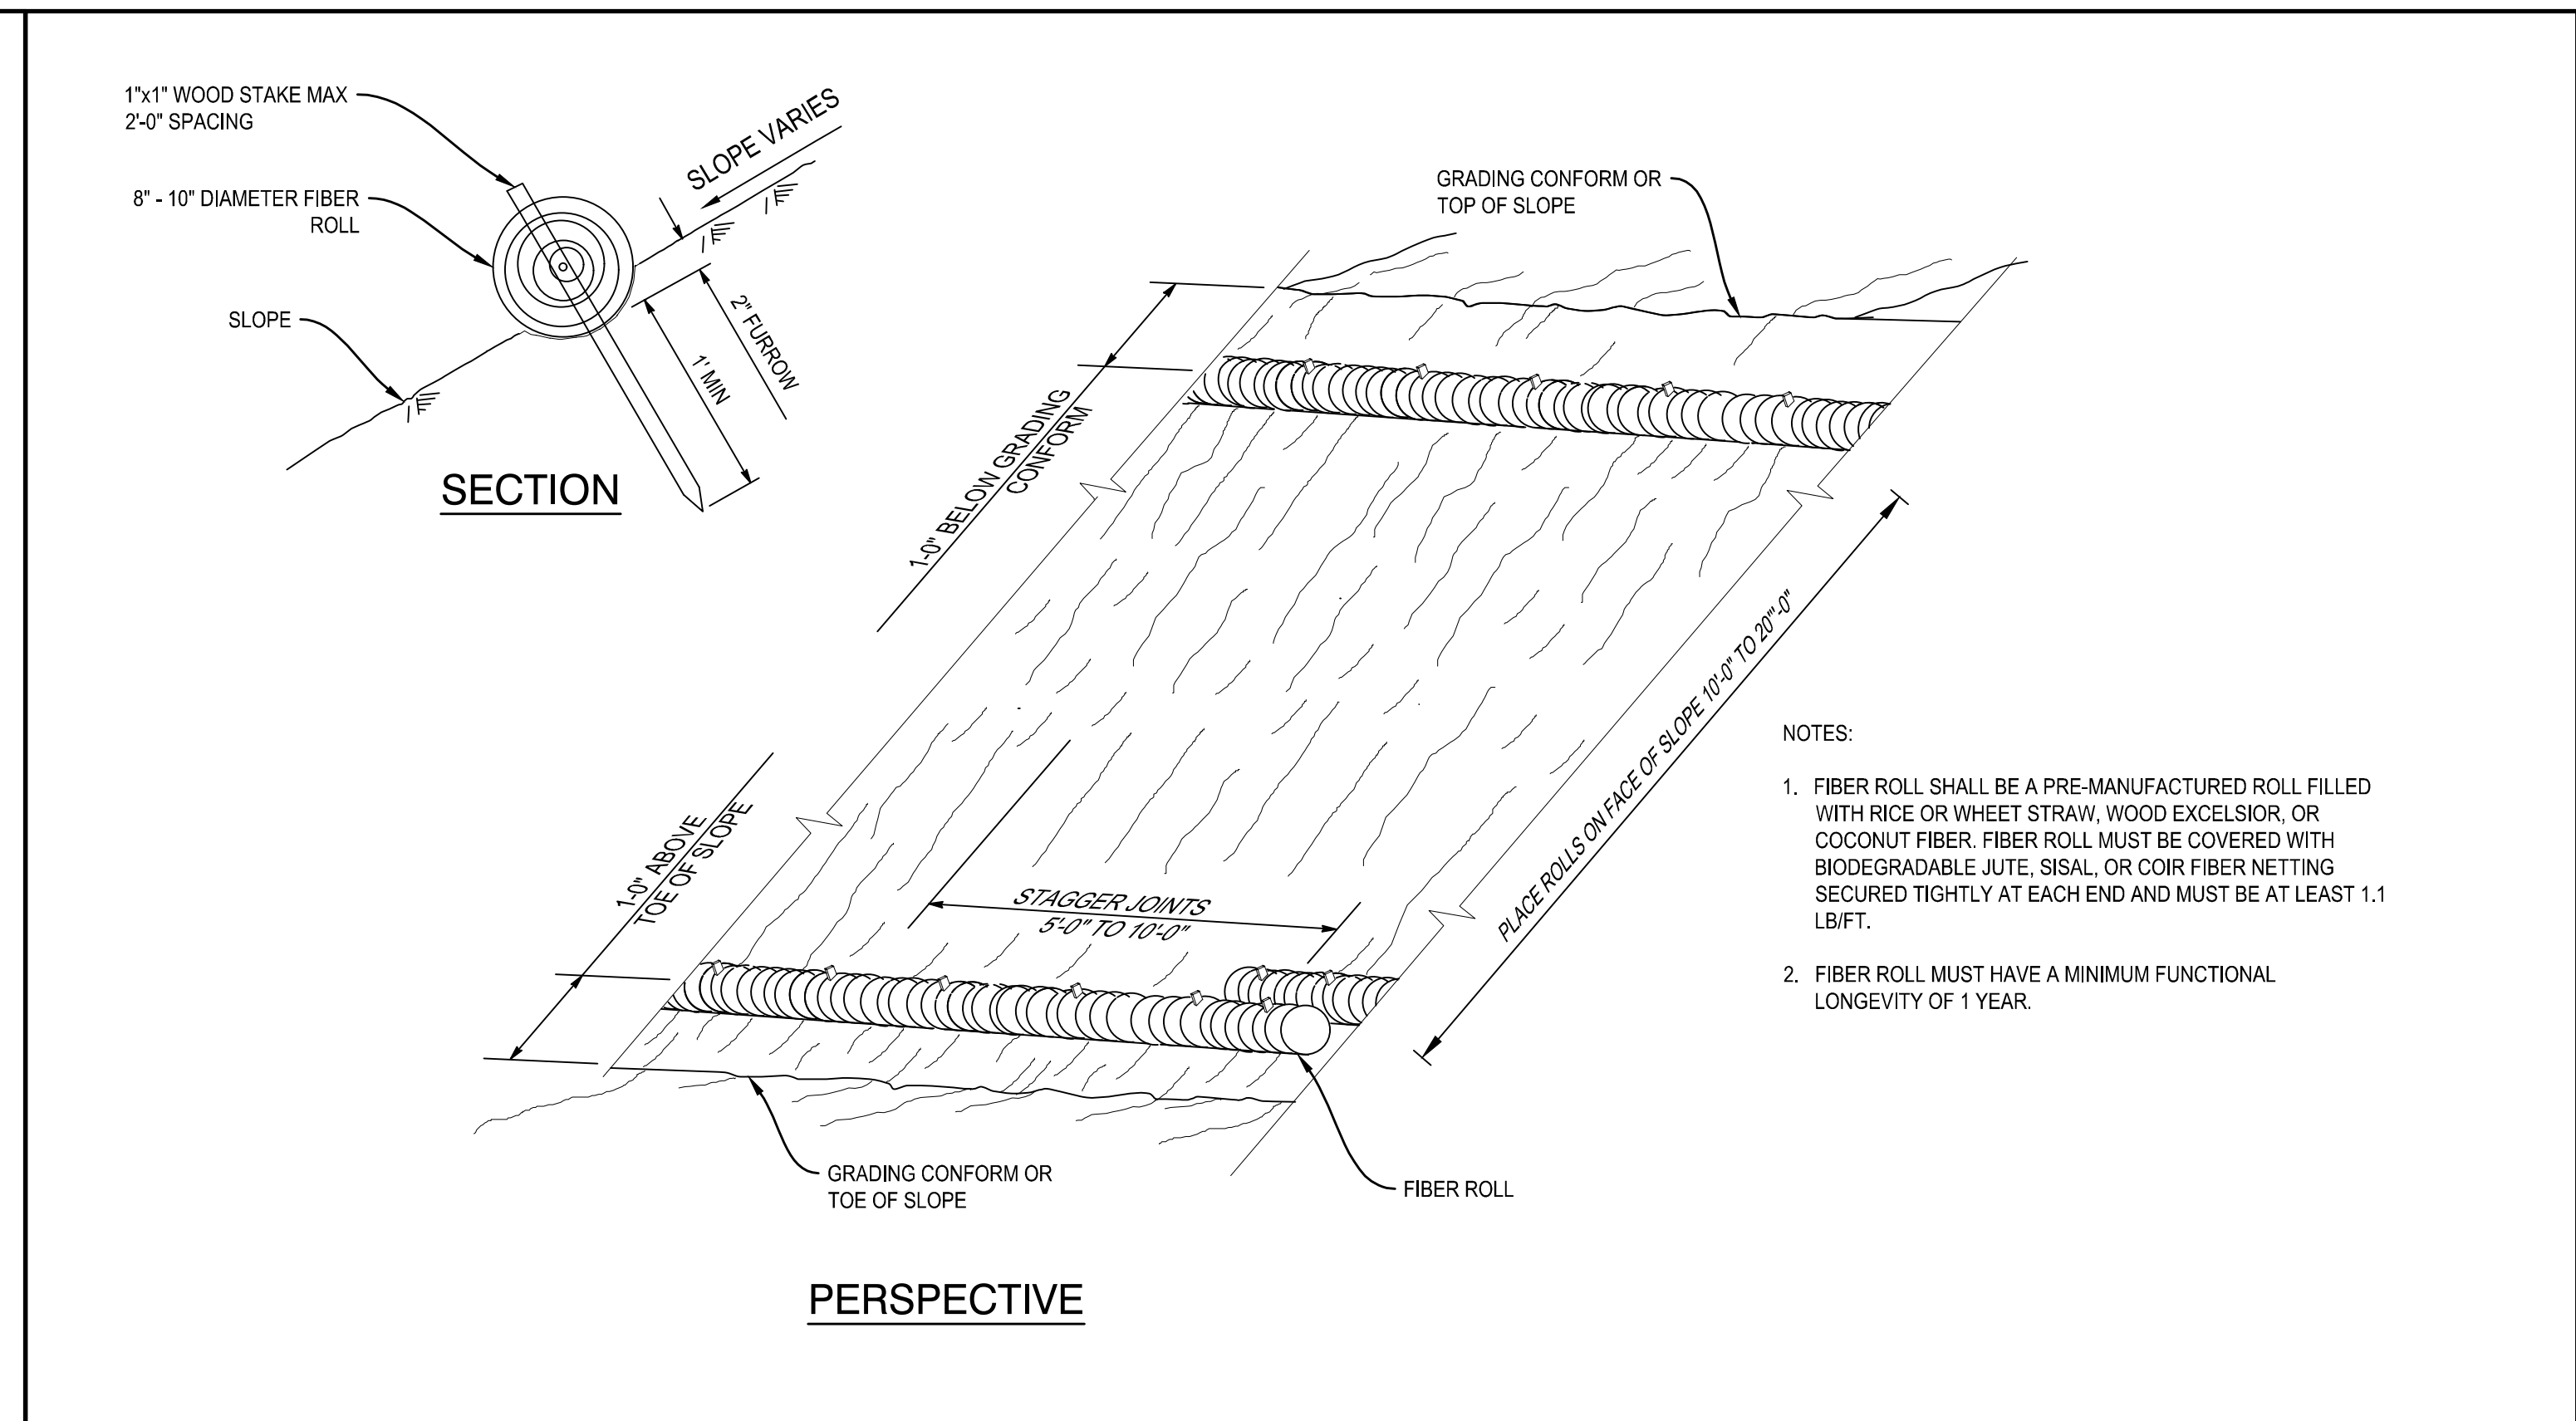 1"x1" WOOD STAKE MAX
2'-0" SPACING
8" - 10" DIAMETER FIBER
ROLL
SLOPE
SLOPE VARIES
2" FURROW
1' MIN
SECTION
GRADING CONFORM OR
TOP OF SLOPE
1-0" BELOW GRADING
CONFORM
1-0" ABOVE
TOE OF SLOPE
STAGGER JOINTS
5'-0" TO 10'-0"
PLACE ROLLS ON FACE OF SLOPE 10'-0" TO 20"'-0"
GRADING CONFORM OR
TOE OF SLOPE
FIBER ROLL
PERSPECTIVE
NOTES:
1. FIBER ROLL SHALL BE A PRE-MANUFACTURED ROLL FILLED
WITH RICE OR WHEET STRAW, WOOD EXCELSIOR, OR
COCONUT FIBER. FIBER ROLL MUST BE COVERED WITH
BIODEGRADABLE JUTE, SISAL, OR COIR FIBER NETTING
SECURED TIGHTLY AT EACH END AND MUST BE AT LEAST 1.1
LB/FT.
2. FIBER ROLL MUST HAVE A MINIMUM FUNCTIONAL
LONGEVITY OF 1 YEAR.